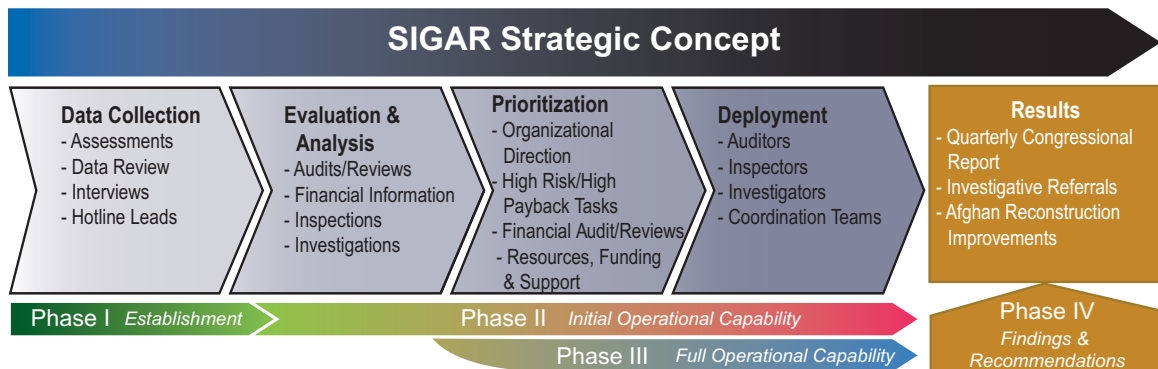 SIGAR Strategic Concept
Data Collection
- Assessments
- Data Review
- Interviews
- Hotline Leads
Evaluation &
Analysis
- Audits/Reviews
- Financial Information
- Inspections
- Investigations
Prioritization
- Organizational
Direction
- High Risk/High
Payback Tasks
- Financial Audit/Reviews
- Resources, Funding
& Support
Deployment
- Auditors
- Inspectors
- Investigators
- Coordination Teams
Results
- Quarterly Congressional
Report
- Investigative Referrals
- Afghan Reconstruction
Improvements
Phase I Establishment
Phase II Initial Operational Capability
Phase III Full Operational Capability
Phase IV
Findings &
Recommendations